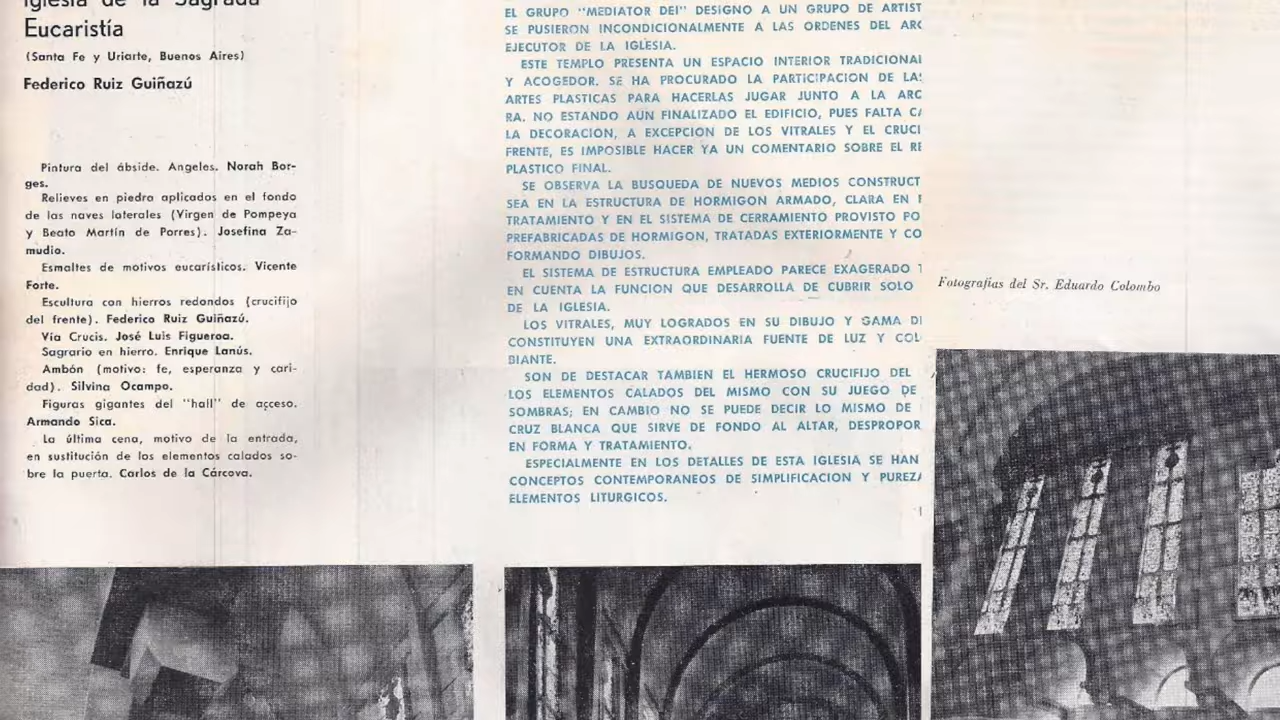 Iglesia de la Sagrada
Eucaristía
(Santa Fe y Uriarte, Buenos Aires)
Federico Ruiz Guiñazú
Pintura del ábside. Angeles. Norah Bor-
ges.
Relieves en piedra aplicados en el fondo
de las naves laterales (Virgen de Pompeya
y Beato Martín de Porres). Josefina Za-
mudio.
Esmaltes de motivos eucarísticos. Vicente
Forte.
Escultura con hierros redondos (crucifijo
del frente). Federico Ruiz Guiñazú.
Via Crucis. José Luis Figueroa.
Sagrario en hierro. Enrique Lanús.
Ambón (motivo: fe, esperanza y cari-
dad). Silvina Ocampo.
Figuras gigantes del "hall" de acceso.
Armando Sica.
La última cena, motivo de la entrada,
en sustitución de los elementos calados so-
bre la puerta. Carlos de la Cárcova.
EL GRUPO "MEDIATOR DEI" DESIGNO A UN GRUPO DE ARTIST
SE PUSIERON INCONDICIONALMENTE A LAS ORDENES DEL ARC
EJECUTOR DE LA IGLESIA.
ESTE TEMPLO PRESENTA UN ESPACIO INTERIOR TRADICIONAL
Y ACOGEDOR. SE HA PROCURADO LA PARTICIPACION DE LAS
ARTES PLASTICAS PARA HACERLAS JUGAR JUNTO A LA ARC
RA. NO ESTANDO AUN FINALIZADO EL EDIFICIO, PUES FALTA CA
LA DECORACION, A EXCEPCION DE LOS VITRALES Y EL CRUCI
FRENTE, ES IMPOSIBLE HACER YA UN COMENTARIO SOBRE EL RE
PLASTICO FINAL.
SE OBSERVA LA BUSQUEDA DE NUEVOS MEDIOS CONSTRUCT
SEA EN LA ESTRUCTURA DE HORMIGON ARMADO, CLARA EN
TRATAMIENTO Y EN EL SISTEMA DE CERRAMIENTO PROVISTO PO
PREFABRICADAS DE HORMIGON, TRATADAS EXTERIORMENTE Y CO
FORMANDO DIBUJOS.
EL SISTEMA DE ESTRUCTURA EMPLEADO PARECE EXAGERADO
EN CUENTA LA FUNCION QUE DESARROLLA DE CUBRIR SOLO
DE LA IGLESIA.
LOS VITRALES, MUY LOGRADOS EN SU DIBUJO Y GAMA DE
CONSTITUYEN UNA EXTRAORDINARIA FUENTE DE LUZ Y COL
BIANTE.
SON DE DESTACAR TAMBIEN EL HERMOSO CRUCIFIJO DEL
LOS ELEMENTOS CALADOS DEL MISMO CON SU JUEGO DE
SOMBRAS; EN CAMBIO NO SE PUEDE DECIR LO MISMO DE
CRUZ BLANCA QUE SIRVE DE FONDO AL ALTAR, DESPROPOR
EN FORMA Y TRATAMIENTO.
ESPECIALMENTE EN LOS DETALLES DE ESTA IGLESIA SE HAN
CONCEPTOS CONTEMPORANEOS DE SIMPLIFICACION Y PUREZA
ELEMENTOS LITURGICOS.
Fotografías del Sr. Eduardo Colombo